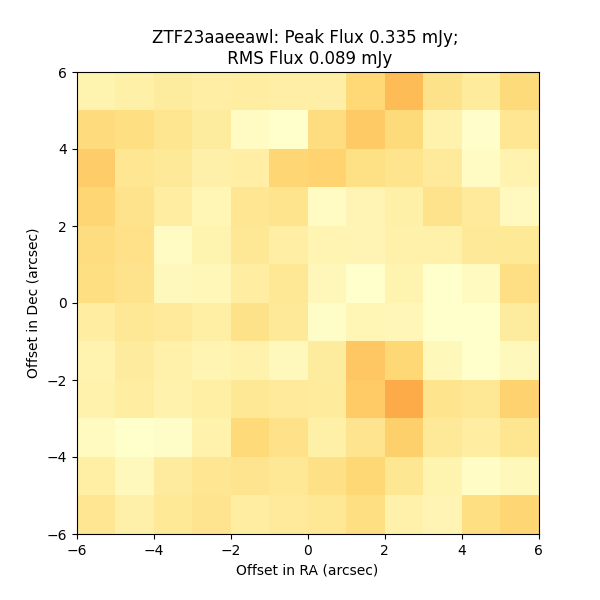 ZTF23aaeeawl: Peak Flux 0.335 mJy;
RMS Flux 0.089 mJy
6
4
2
0
−2
−4
−6
Offset in Dec (arcsec)
−6 −4 −2 0 2 4 6
Offset in RA (arcsec)